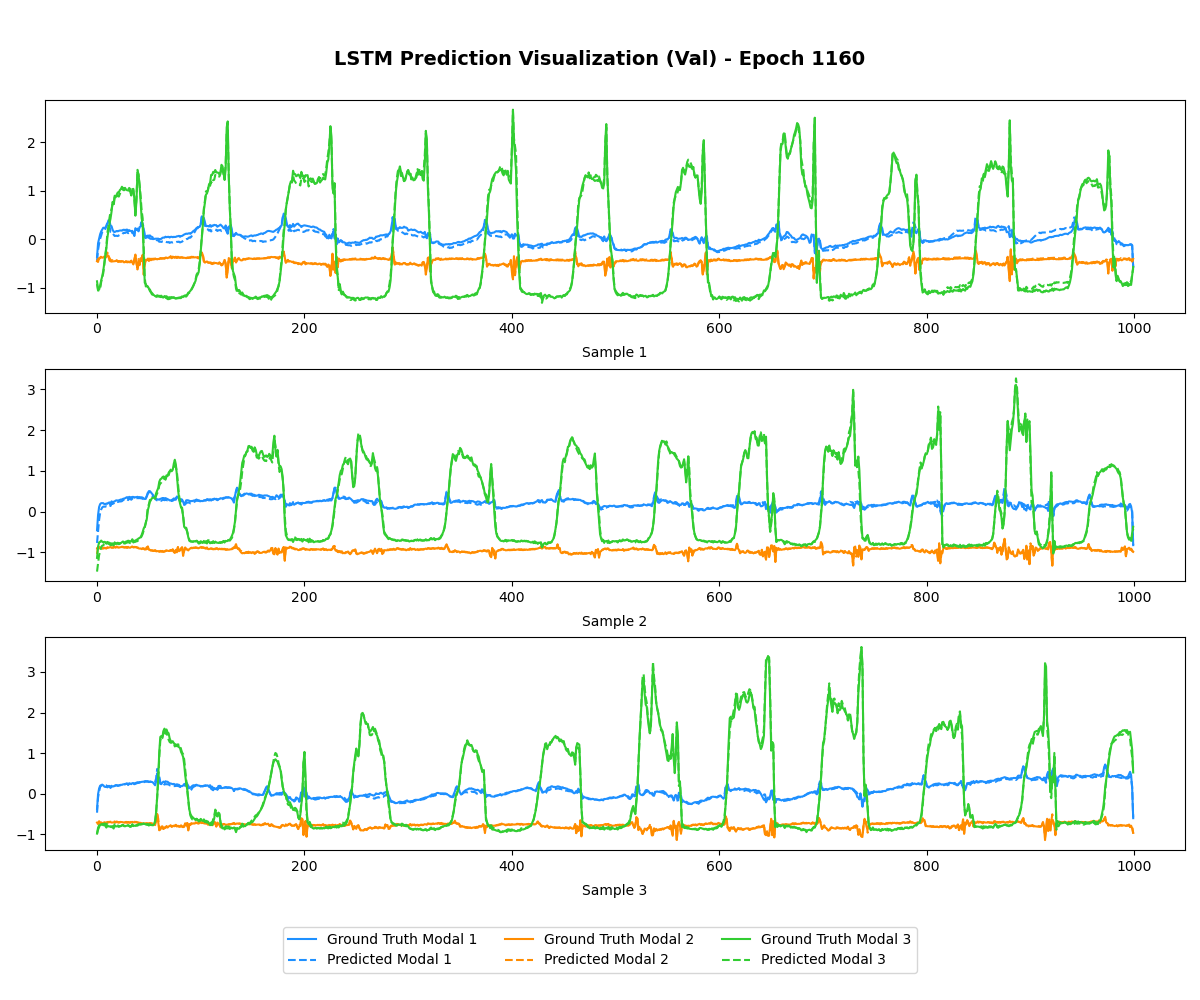 LSTM Prediction Visualization (Val) - Epoch 1160
2
1
0
−1
0 200 400 600 800 1000
Sample 1
3
2
1
0
−1
0 200 400 600 800 1000
Sample 2
3
2
1
0
−1
0 200 400 600 800 1000
Sample 3
Ground Truth Modal 1 Ground Truth Modal 2 Ground Truth Modal 3
Predicted Modal 1 Predicted Modal 2 Predicted Modal 3